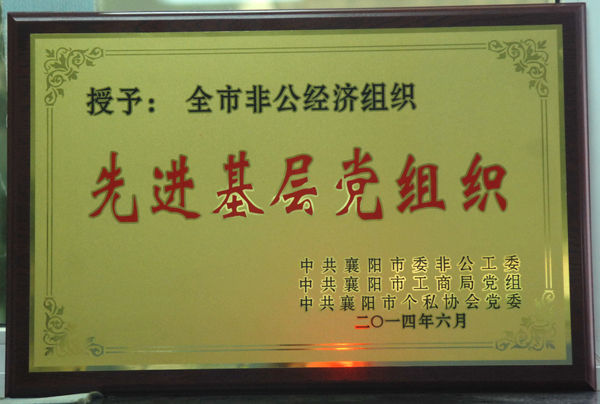 授予：全市非公经济组织
先进基层党组织
中共襄阳市委非公工委
中共襄阳市工商局党组
中共襄阳市个私协会党委
二〇一四年六月